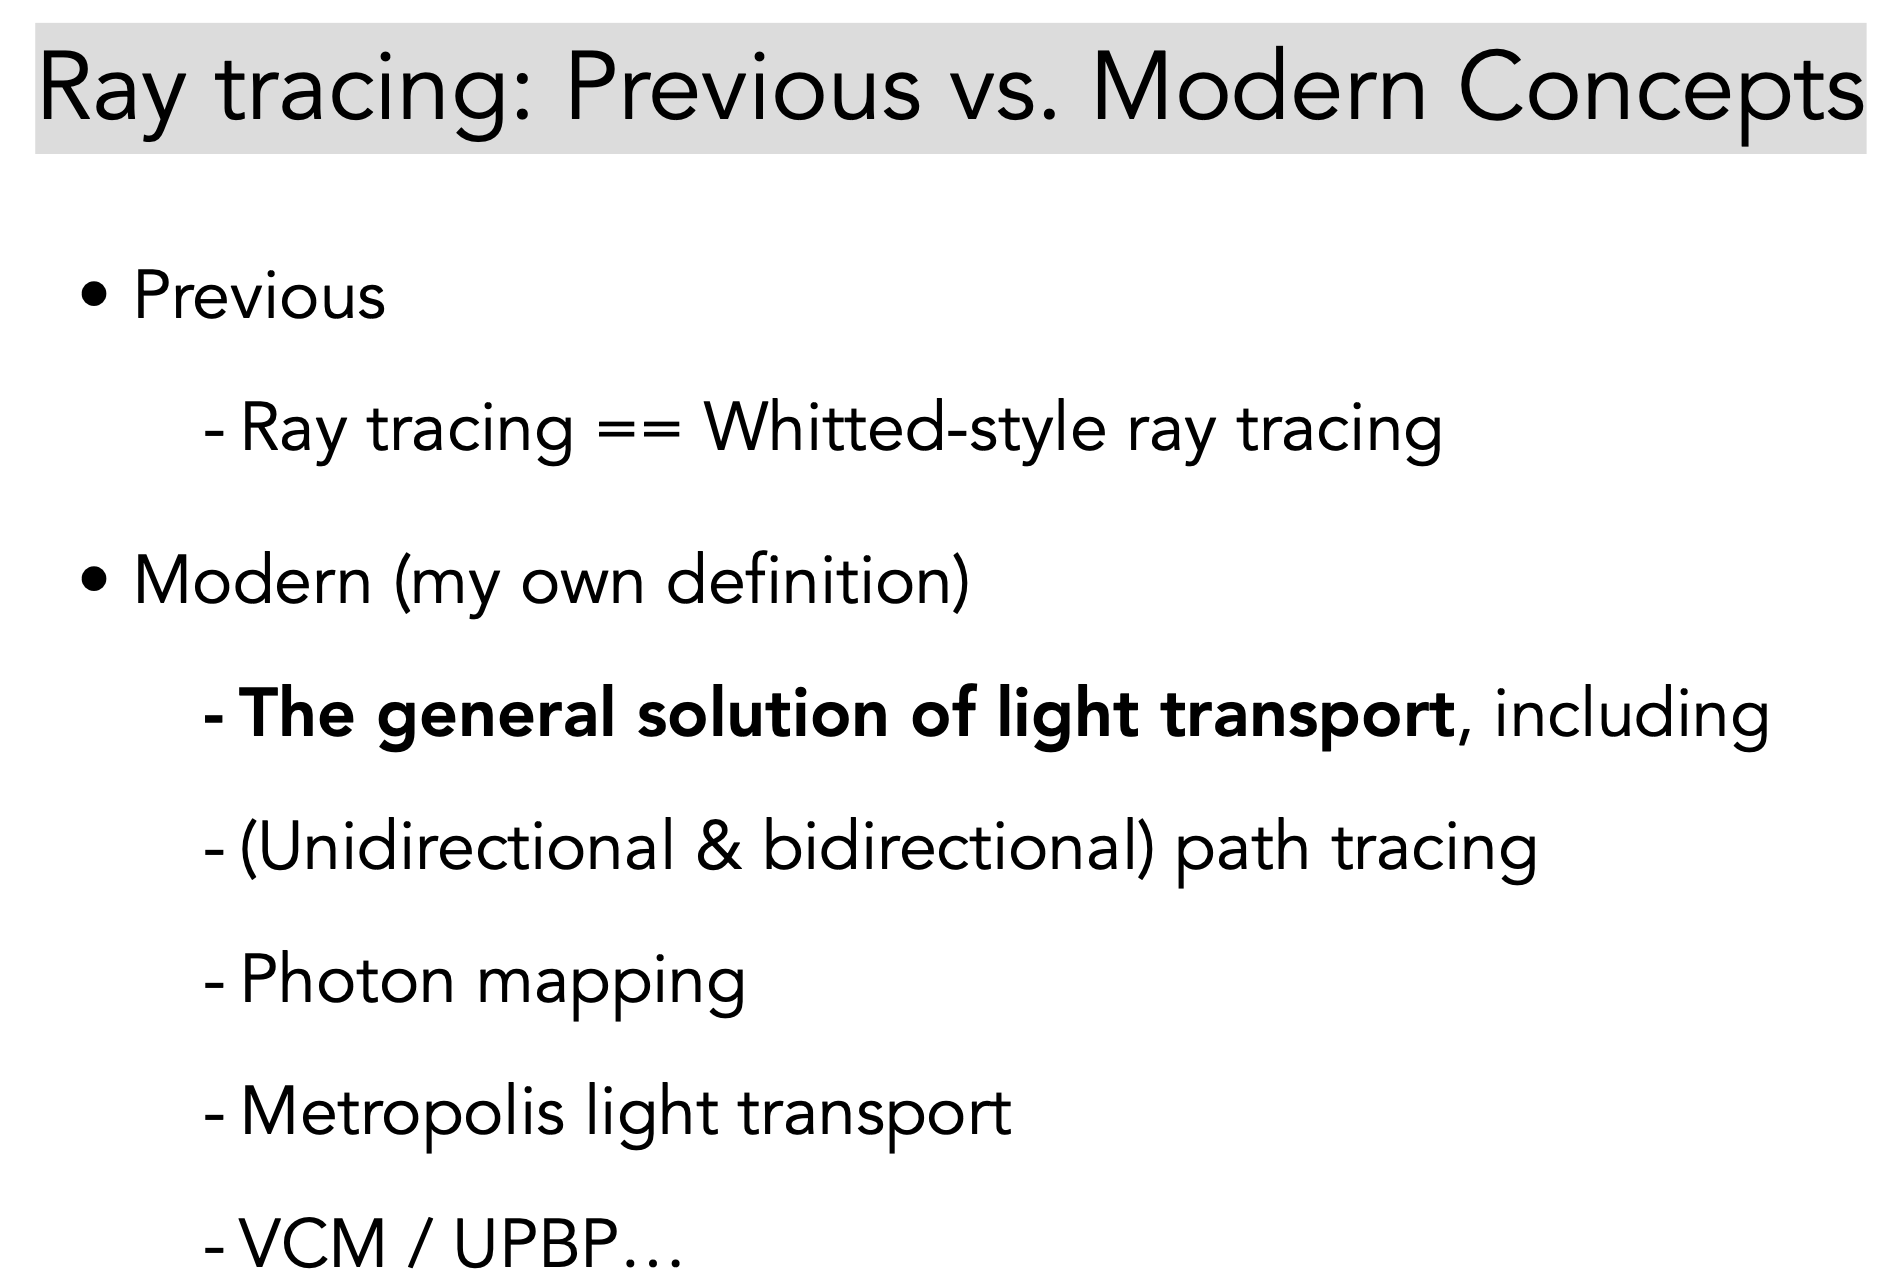 Ray tracing: Previous vs. Modern Concepts
• Previous
- Ray tracing == Whitted-style ray tracing
• Modern (my own definition)
- The general solution of light transport, including
- (Unidirectional & bidirectional) path tracing
- Photon mapping
- Metropolis light transport
- VCM / UPBP…